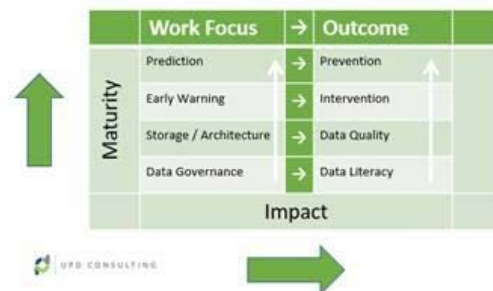 Work Focus → Outcome
Prediction → Prevention
Early Warning → Intervention
Storage / Architecture → Data Quality
Data Governance → Data Literacy
Maturity
Impact
UPD CONSULTING